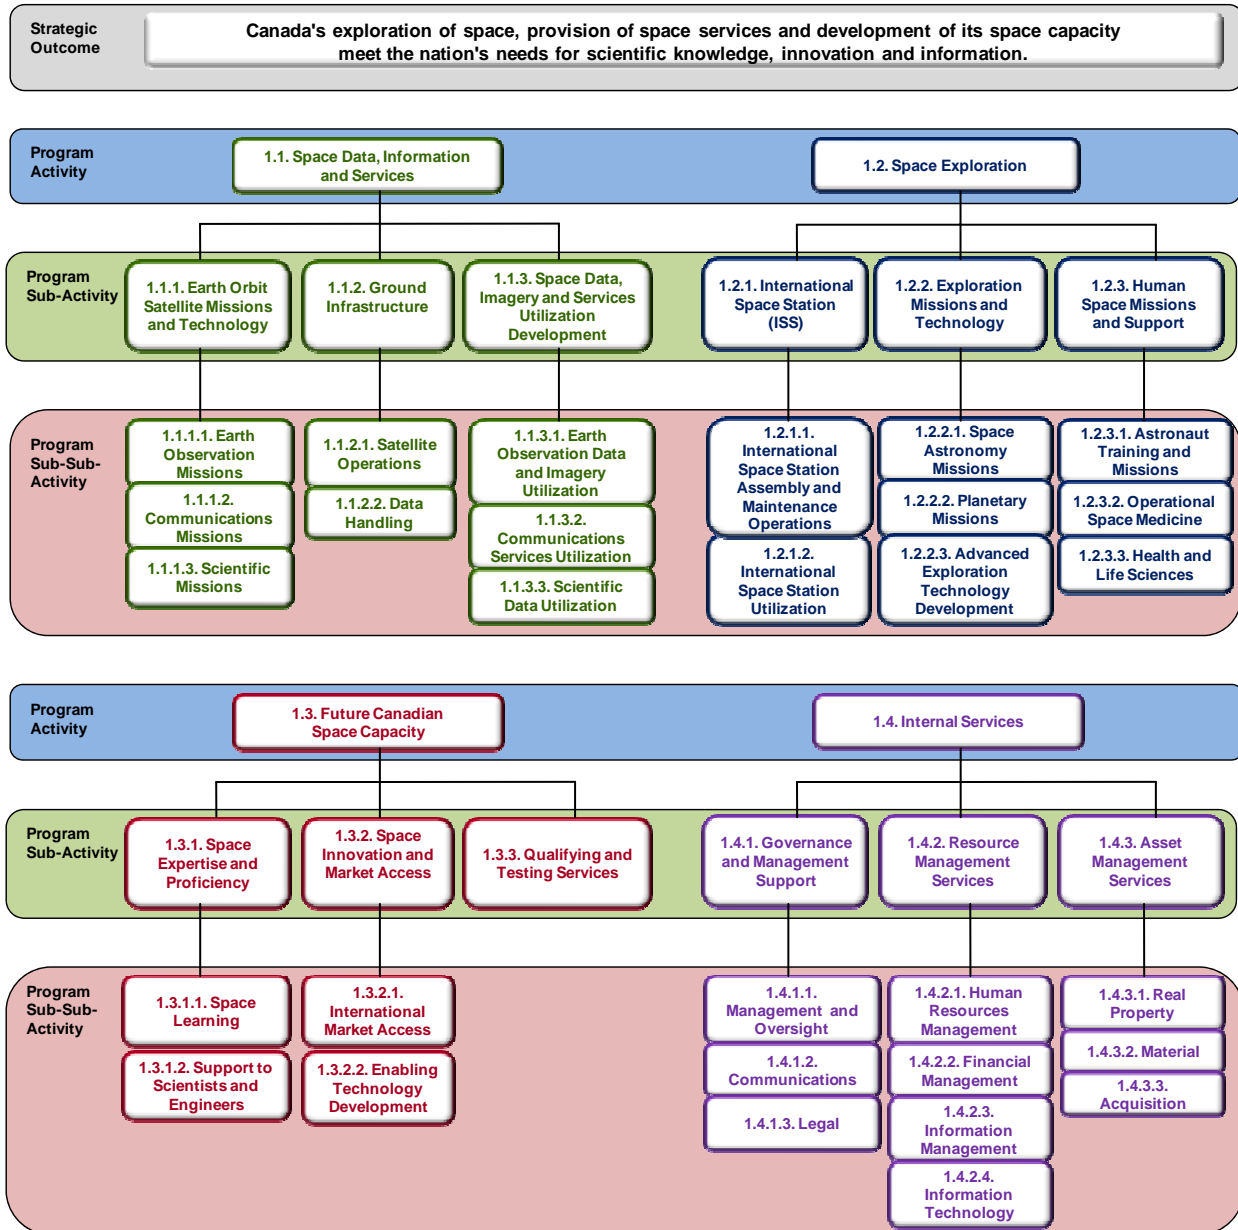 Strategic
Outcome
Canada's exploration of space, provision of space services and development of its space capacity
meet the nation's needs for scientific knowledge, innovation and information.
Program
Activity
1.1. Space Data, Information
and Services
1.2. Space Exploration
Program
Sub-Activity
1.1.1. Earth Orbit
Satellite Missions
and Technology
1.1.2. Ground
Infrastructure
1.1.3. Space Data,
Imagery and Services
Utilization
Development
1.2.1. International
Space Station
(ISS)
1.2.2. Exploration
Missions and
Technology
1.2.3. Human
Space Missions
and Support
Program
Sub-Sub-
Activity
1.1.1.1. Earth
Observation
Missions
1.1.1.2.
Communications
Missions
1.1.1.3. Scientific
Missions
1.1.2.1. Satellite
Operations
1.1.2.2. Data
Handling
1.1.3.1. Earth
Observation Data
and Imagery
Utilization
1.1.3.2.
Communications
Services Utilization
1.1.3.3. Scientific
Data Utilization
1.2.1.1.
International
Space Station
Assembly and
Maintenance
Operations
1.2.1.2.
International
Space Station
Utilization
1.2.2.1. Space
Astronomy
Missions
1.2.2.2. Planetary
Missions
1.2.2.3. Advanced
Exploration
Technology
Development
1.2.3.1. Astronaut
Training and
Missions
1.2.3.2. Operational
Space Medicine
1.2.3.3. Health and
Life Sciences
Program
Activity
1.3. Future Canadian
Space Capacity
1.4. Internal Services
Program
Sub-Activity
1.3.1. Space
Expertise and
Proficiency
1.3.2. Space
Innovation and
Market Access
1.3.3. Qualifying and
Testing Services
1.4.1. Governance
and Management
Support
1.4.2. Resource
Management
Services
1.4.3. Asset
Management
Services
Program
Sub-Sub-
Activity
1.3.1.1. Space
Learning
1.3.1.2. Support to
Scientists and
Engineers
1.3.2.1.
International
Market Access
1.3.2.2. Enabling
Technology
Development
1.4.1.1.
Management and
Oversight
1.4.1.2.
Communications
1.4.1.3. Legal
1.4.2.1. Human
Resources
Management
1.4.2.2. Financial
Management
1.4.2.3.
Information
Management
1.4.2.4.
Information
Technology
1.4.3.1. Real
Property
1.4.3.2. Material
1.4.3.3.
Acquisition